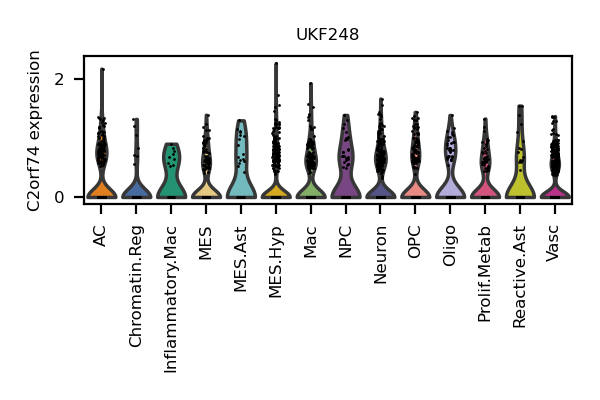 UKF248
C2orf74 expression
2
0
AC
Chromatin.Reg
Inflammatory.Mac
MES
MES.Ast
MES.Hyp
Mac
NPC
Neuron
OPC
Oligo
Prolif.Metab
Reactive.Ast
Vasc